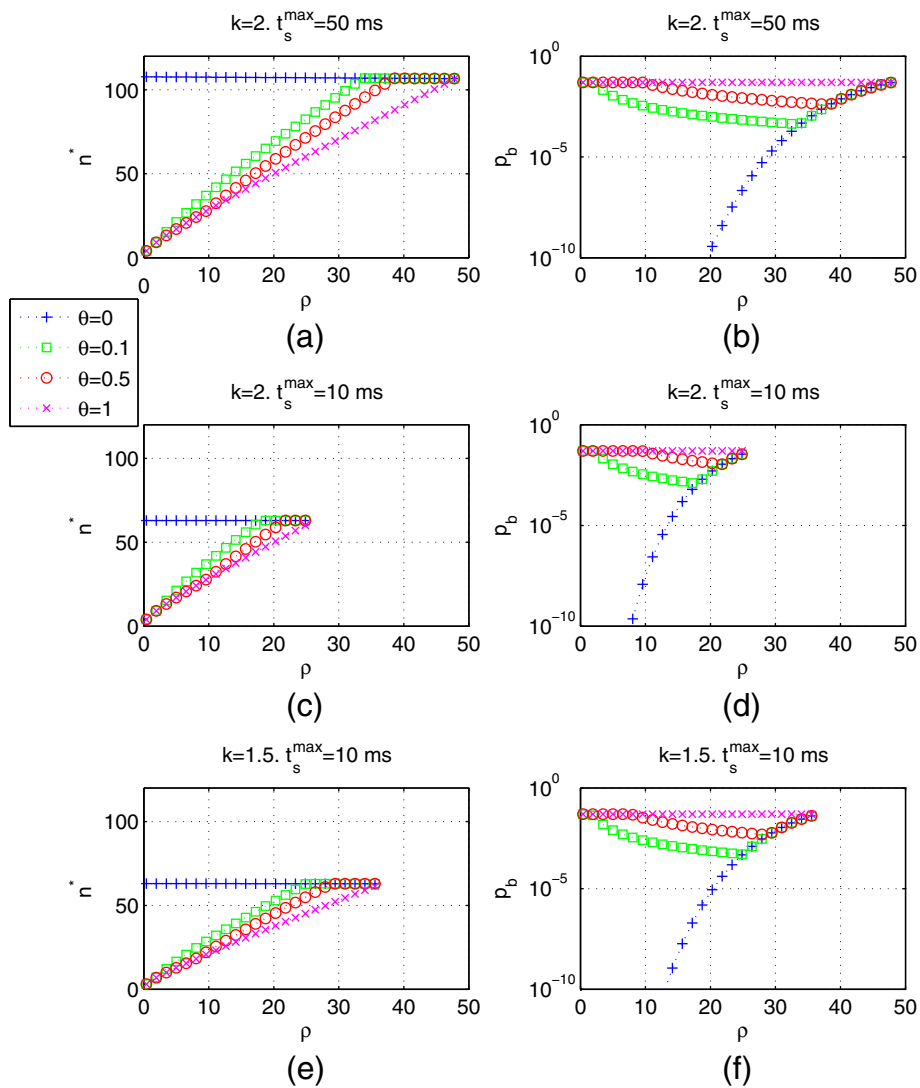 k=2. t_s^max=50 ms
n*
100
50
0
0 10 20 30 40 50
ρ
(a)
k=2. t_s^max=50 ms
p_b
10^0
10^-5
10^-10
0 10 20 30 40 50
ρ
(b)
θ=0
θ=0.1
θ=0.5
θ=1
k=2. t_s^max=10 ms
n*
100
50
0
0 10 20 30 40 50
ρ
(c)
k=2. t_s^max=10 ms
p_b
10^0
10^-5
10^-10
0 10 20 30 40 50
ρ
(d)
k=1.5. t_s^max=10 ms
n*
100
50
0
0 10 20 30 40 50
ρ
(e)
k=1.5. t_s^max=10 ms
p_b
10^0
10^-5
10^-10
0 10 20 30 40 50
ρ
(f)